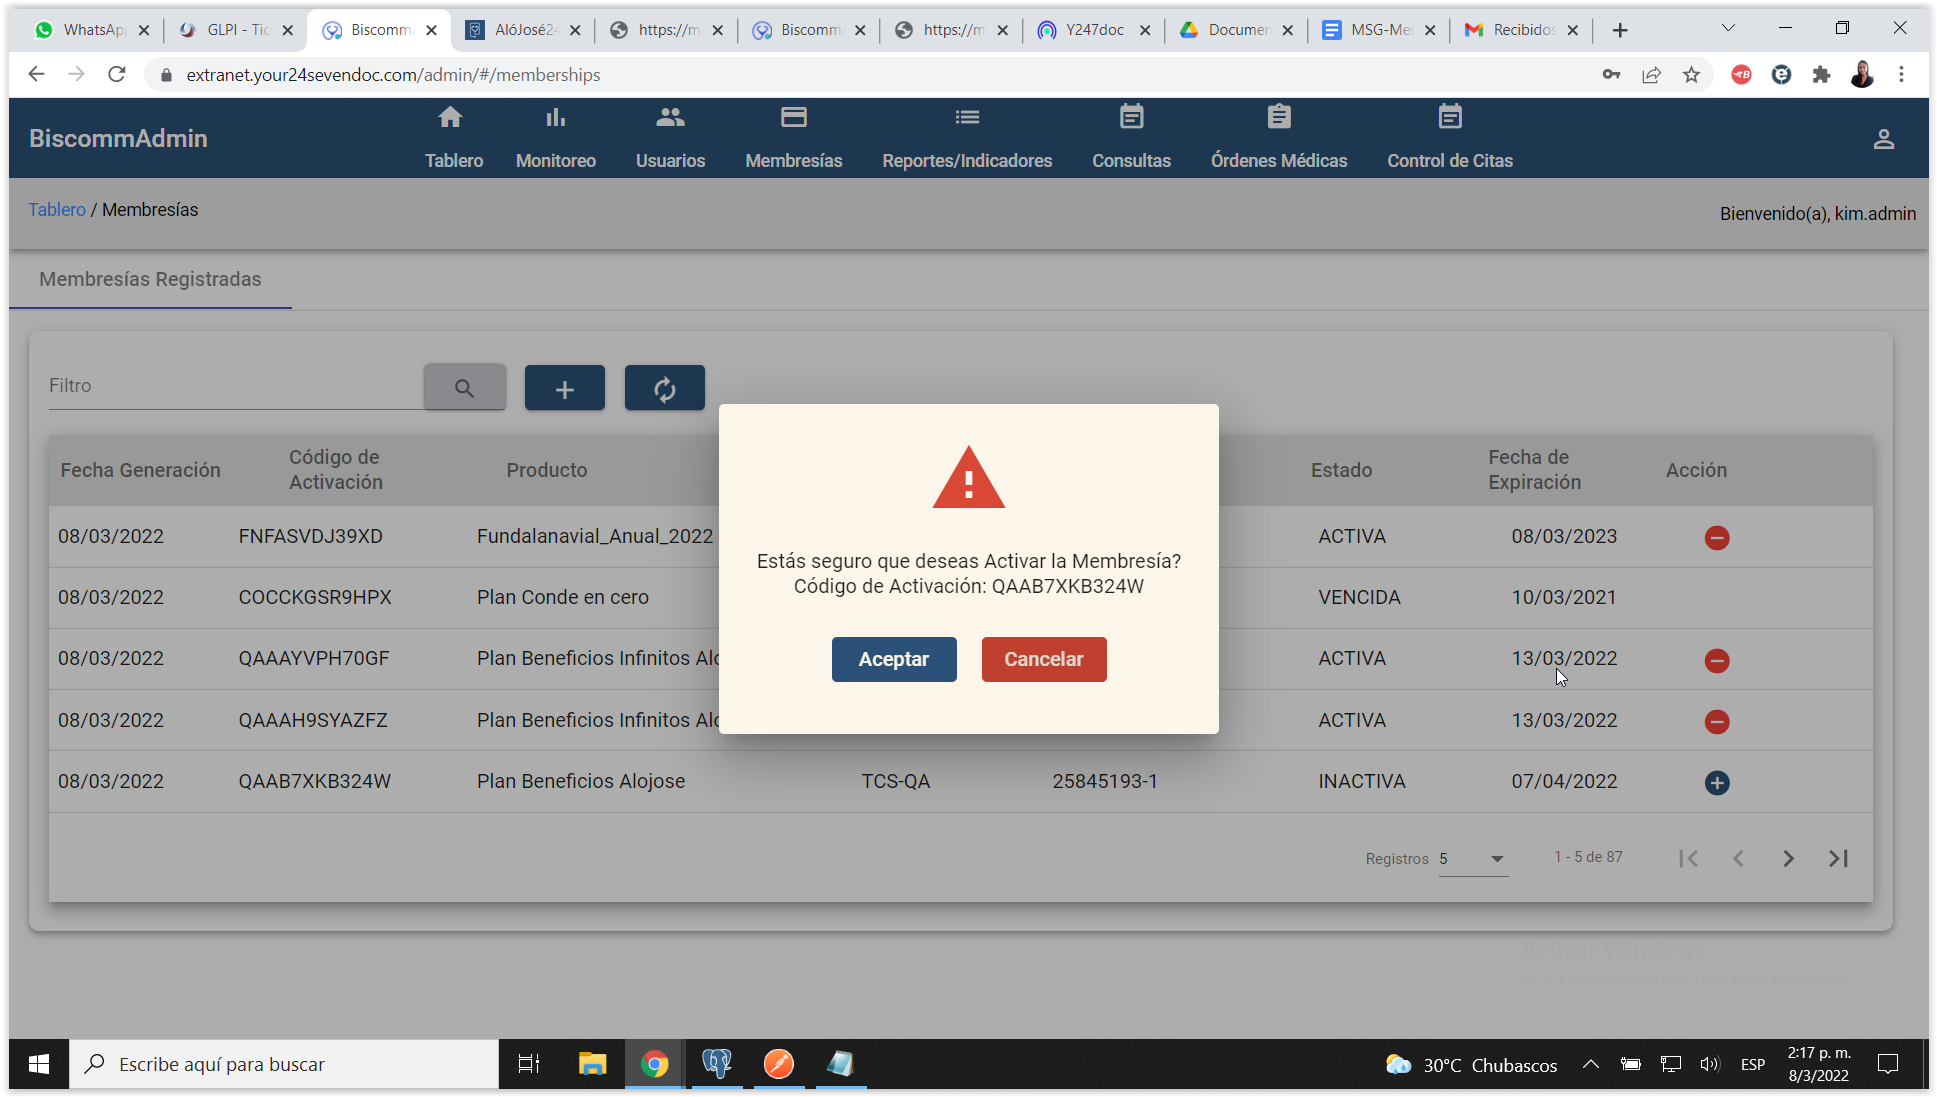 WhatsApp
GLPI - Tic
Biscomm
AlóJosé24
https://m
Biscomm
https://m
Y247doc
Documen
MSG-Me
Recibidos
extranet.your24sevendoc.com/admin/#/memberships
BiscommAdmin
Tablero
Monitoreo
Usuarios
Membresías
Reportes/Indicadores
Consultas
Órdenes Médicas
Control de Citas
Tablero / Membresías
Bienvenido(a), kim.admin
Membresías Registradas
Filtro
Fecha Generación
Código de
Activación
Producto
Estado
Fecha de
Expiración
Acción
08/03/2022 FNFASVDJ39XD Fundalanavial_Anual_2022 ACTIVA 08/03/2023
08/03/2022 COCCKGSR9HPX Plan Conde en cero VENCIDA 10/03/2021
08/03/2022 QAAAYVPH70GF Plan Beneficios Infinitos Alo ACTIVA 13/03/2022
08/03/2022 QAAAH9SYAZFZ Plan Beneficios Infinitos Alo ACTIVA 13/03/2022
08/03/2022 QAAB7XKB324W Plan Beneficios Alojose TCS-QA 25845193-1 INACTIVA 07/04/2022
Estás seguro que deseas Activar la Membresía?
Código de Activación: QAAB7XKB324W
Aceptar
Cancelar
Registros 5
1 - 5 de 87
Activar Windows
Escribe aquí para buscar
30°C Chubascos
ESP
2:17 p. m.
8/3/2022